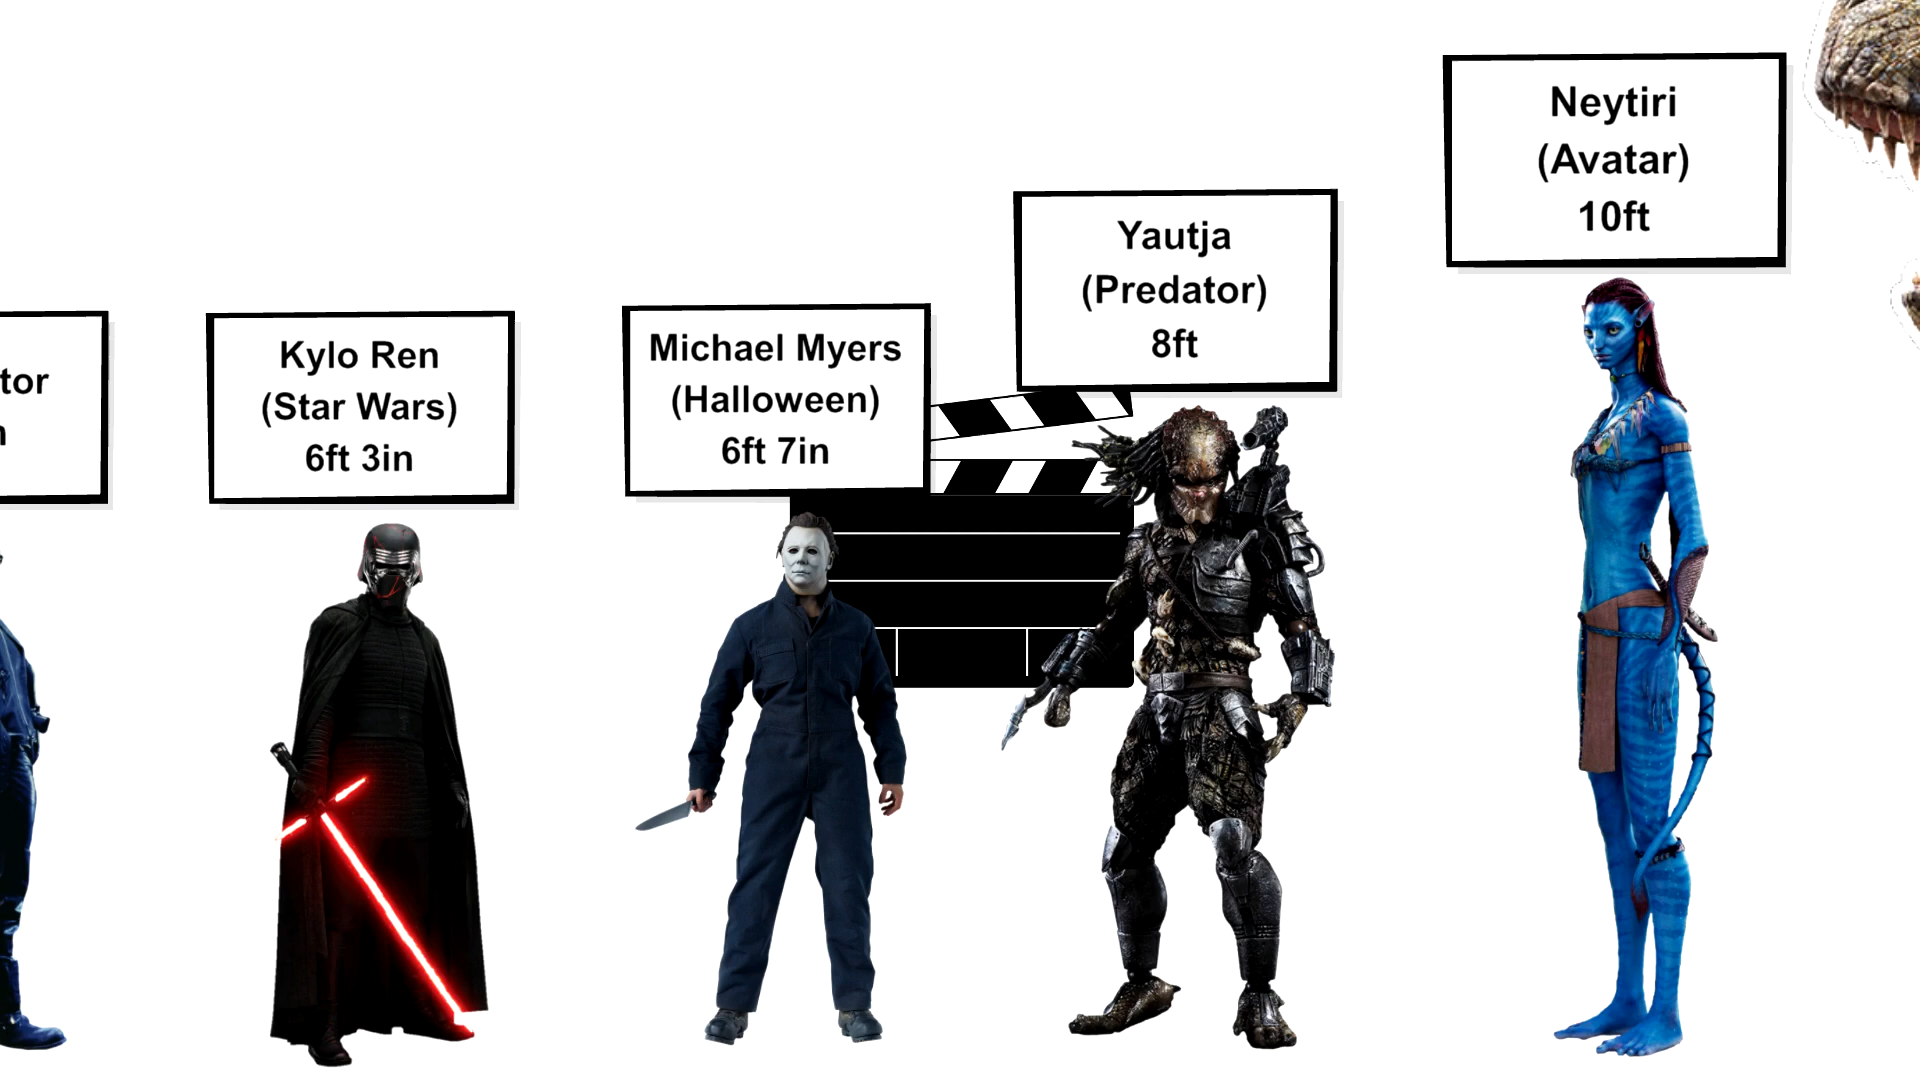 tor
Kylo Ren
(Star Wars)
6ft 3in
Michael Myers
(Halloween)
6ft 7in
Yautja
(Predator)
8ft
Neytiri
(Avatar)
10ft